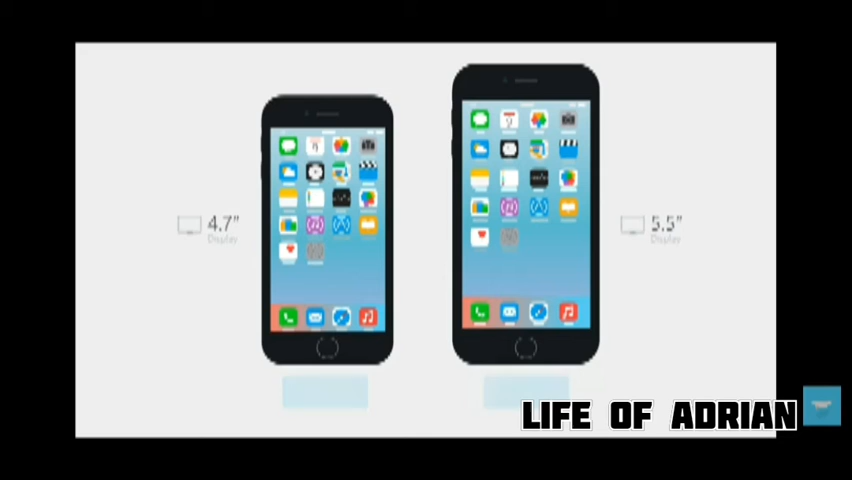 4.7"
Display
5.5"
Display
LIFE OF ADRIAN